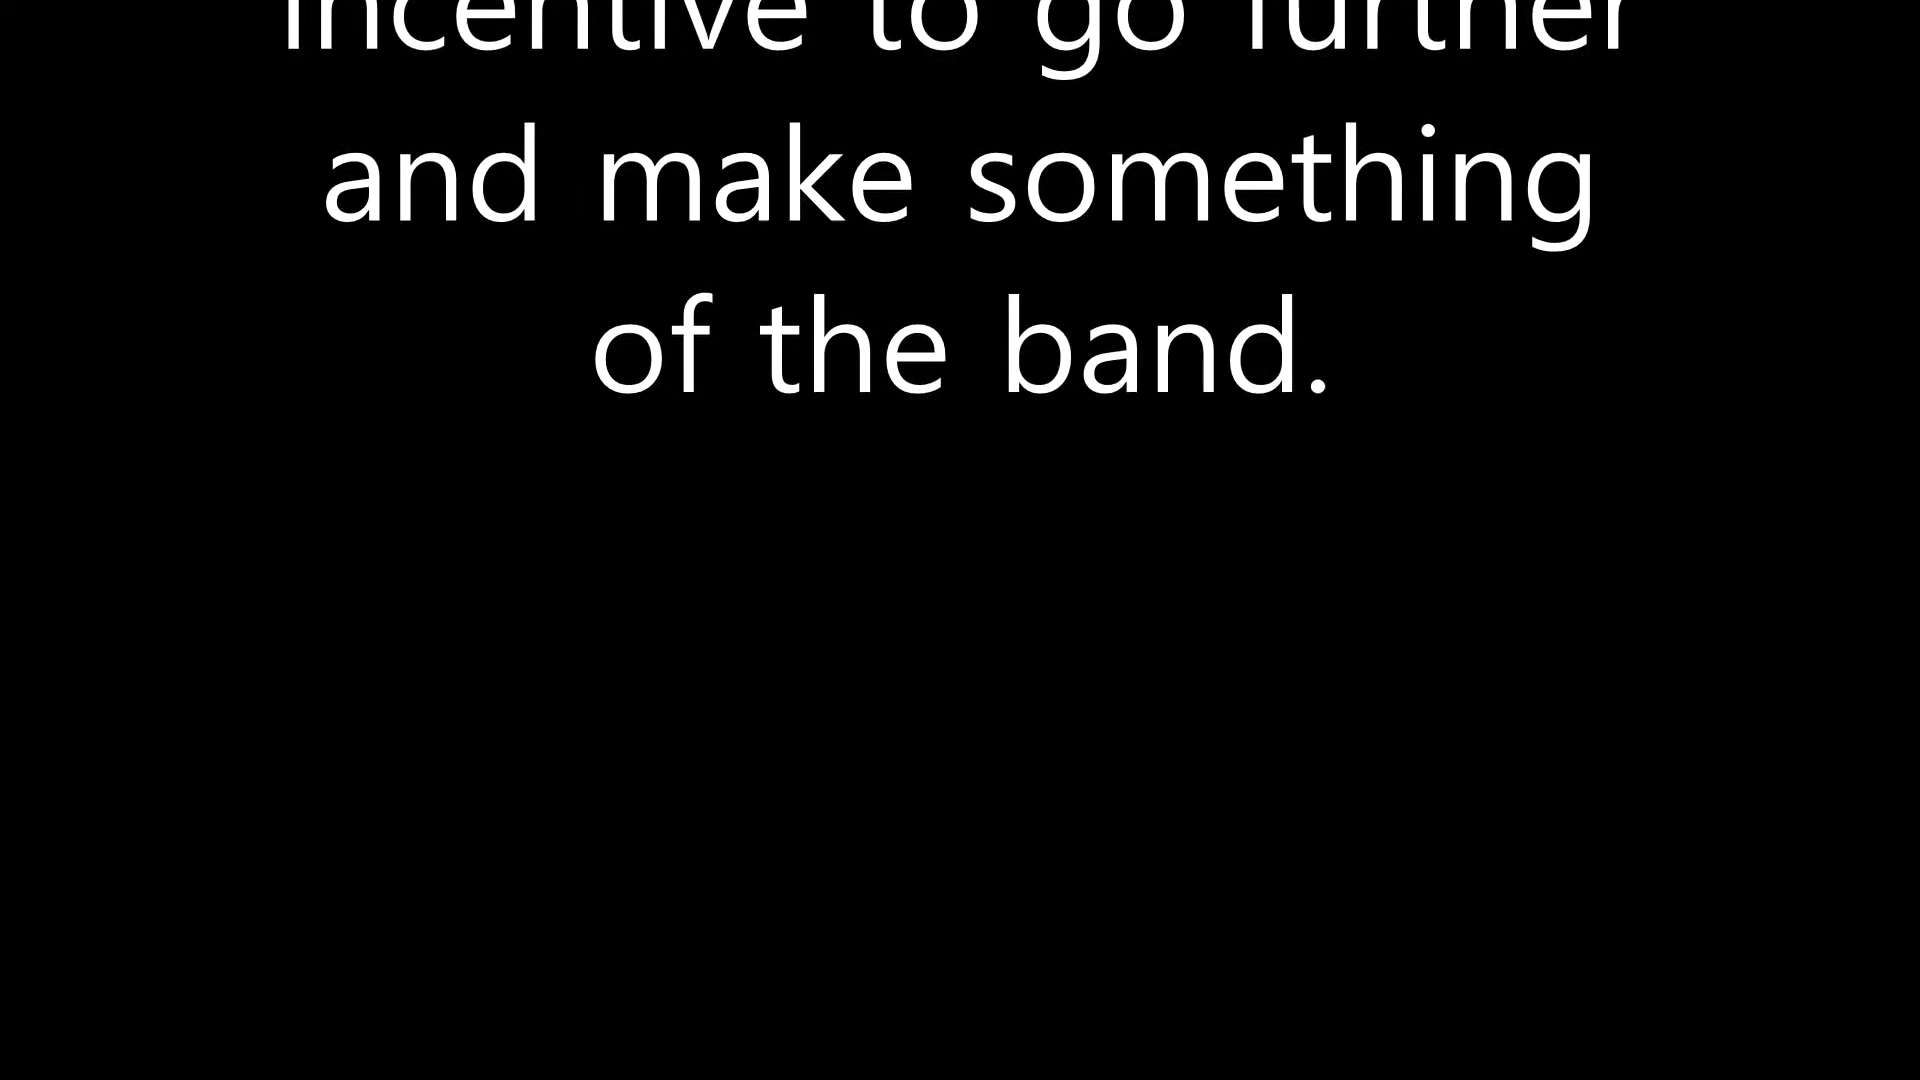 incentive to go further
and make something
of the band.